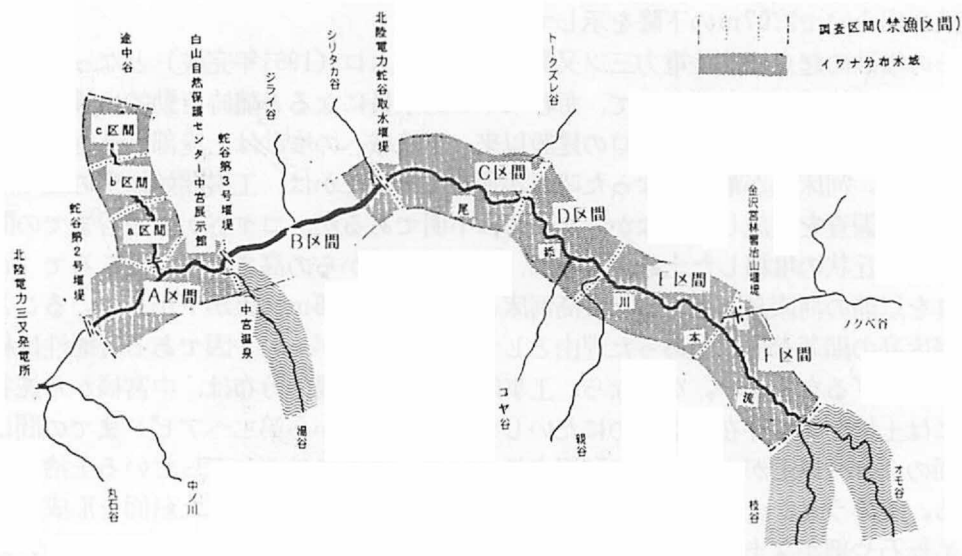 調査区間(禁漁区間)
イワナ分布水域
途中谷
c区間
b区間
a区間
白山自然保護センター中宮展示館
蛇谷第3号堰堤
蛇谷第2号堰堤
北陸電力三又発電所
A区間
ジライ谷
シリタカ谷
北陸電力蛇谷取水堰堤
トークズレ谷
B区間
中宮温泉
湯谷
C区間
尾
添
川
本
流
D区間
E区間
F区間
金沢営林署治山堰堤
ノクベ谷
コヤ谷
親谷
丸石谷
中ノ川
枝谷
オモ谷